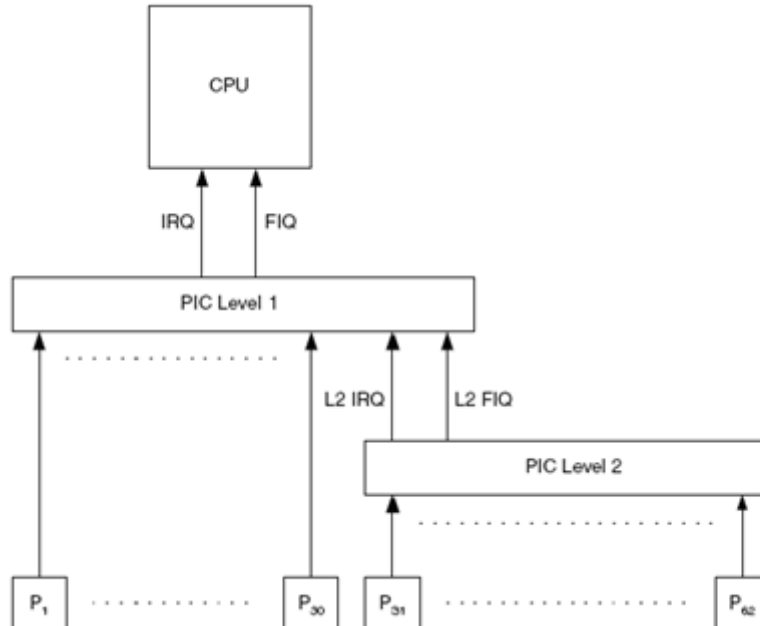 CPU
IRQ
FIQ
PIC Level 1
L2 IRQ
L2 FIQ
PIC Level 2
P1
P30
P31
P62